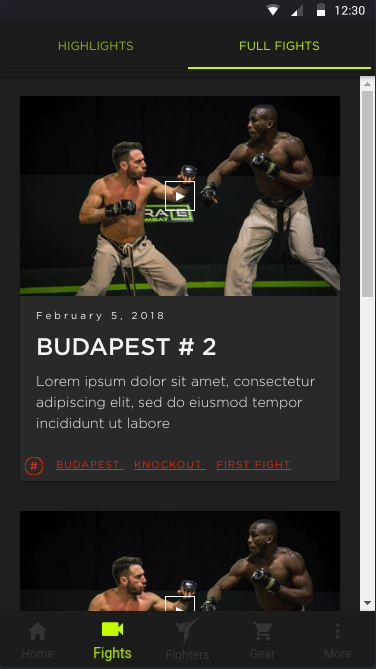 12:30
HIGHLIGHTS FULL FIGHTS
RATE
COMBAT
February 5, 2018
BUDAPEST # 2
Lorem ipsum dolor sit amet, consectetur
adipiscing elit, sed do eiusmod tempor
incididunt ut labore
# BUDAPEST KNOCKOUT FIRST FIGHT
Home Fights Fighters Gear More